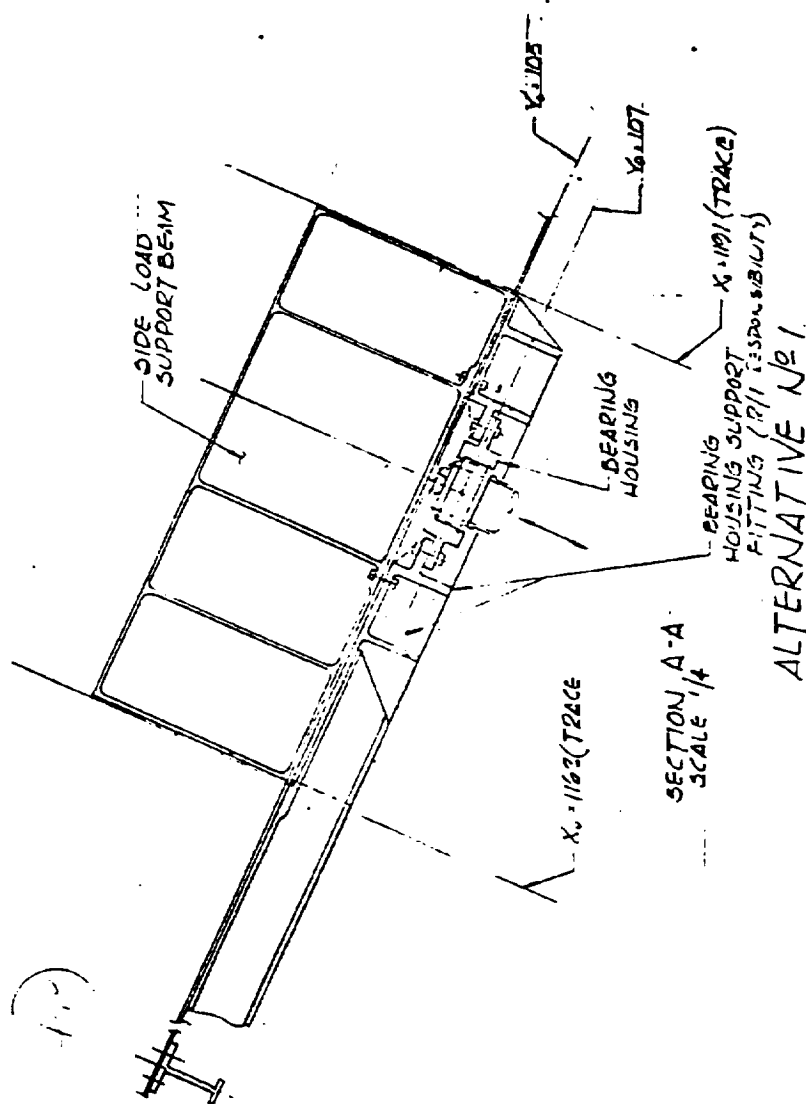 SIDE LOAD
SUPPORT BEAM
Y₀=105
Y₀=107
X₀=1191 (TRACE)
BEARING
HOUSING
BEARING
HOUSING SUPPORT
FITTING (R/I RESPONSIBILITY)
X₀=1163 (TRACE
SECTION A-A
SCALE 1/4
ALTERNATIVE Nº 1